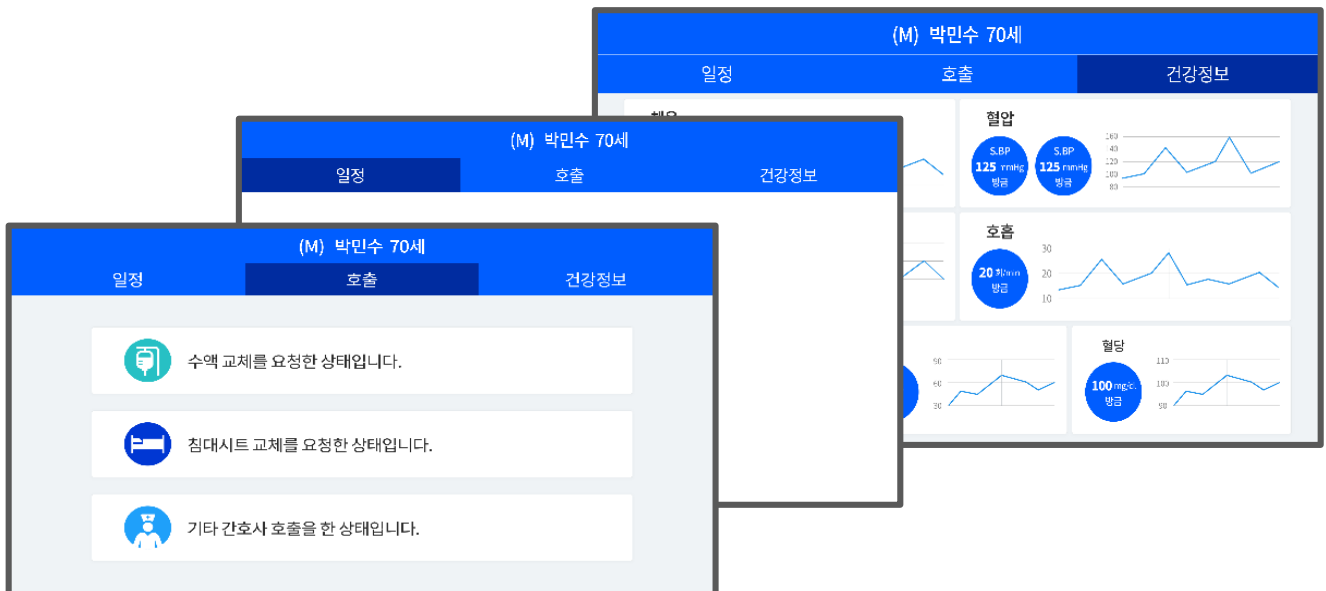 (M) 박민수 70세
일정 호출 건강정보
혈압
S.BP
125 mmHg
방금
S.BP
125 mmHg
방금
160
40
120
100
80
호흡
20 회/min
방금
30
20
10
90
60
30
혈당
100 mg/dL
방금
110
100
90
(M) 박민수 70세
일정 호출 건강정보
(M) 박민수 70세
일정 호출 건강정보
수액 교체를 요청한 상태입니다.
침대시트 교체를 요청한 상태입니다.
기타 간호사 호출을 한 상태입니다.